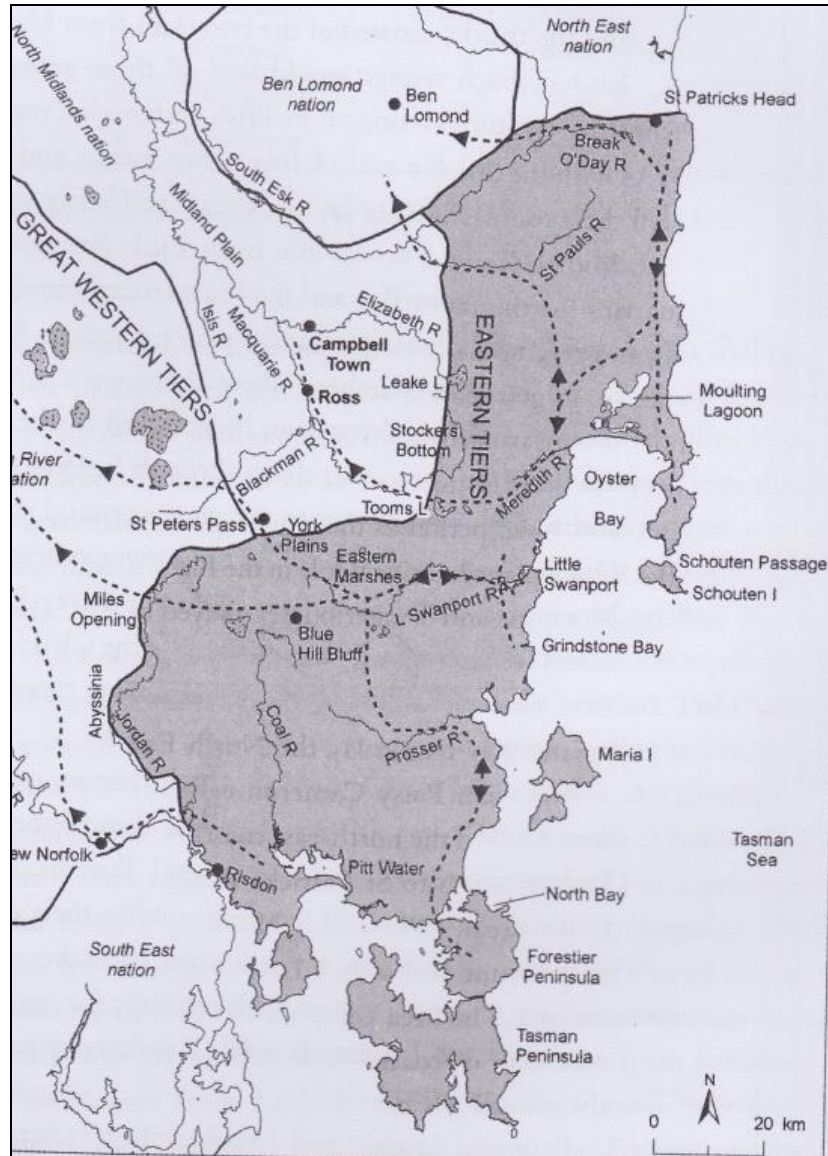 North East
nation
North Midlands nation
Ben Lomond
nation
Ben
Lomond
St Patricks Head
Break
O'Day R
South Esk R
Midland Plain
St Pauls R
GREAT WESTERN TIERS
Isis R
Macquarie R
Elizabeth R
Campbell
Town
EASTERN TIERS
Leake L
Moulting
Lagoon
Ross
Stockers
Bottom
River
nation
Blackman R
Meredith R
Oyster
Bay
Tooms L
St Peters Pass
York
Plains
Eastern
Marshes
Little
Swanport
Schouten Passage
Schouten I
L Swanport R
Miles
Opening
Blue
Hill Bluff
Grindstone Bay
Abyssinia
Jordan R
Coal R
Prosser R
Maria I
Tasman
Sea
ew Norfolk
Risdon
Pitt Water
North Bay
South East
nation
Forestier
Peninsula
Tasman
Peninsula
N
0 20 km